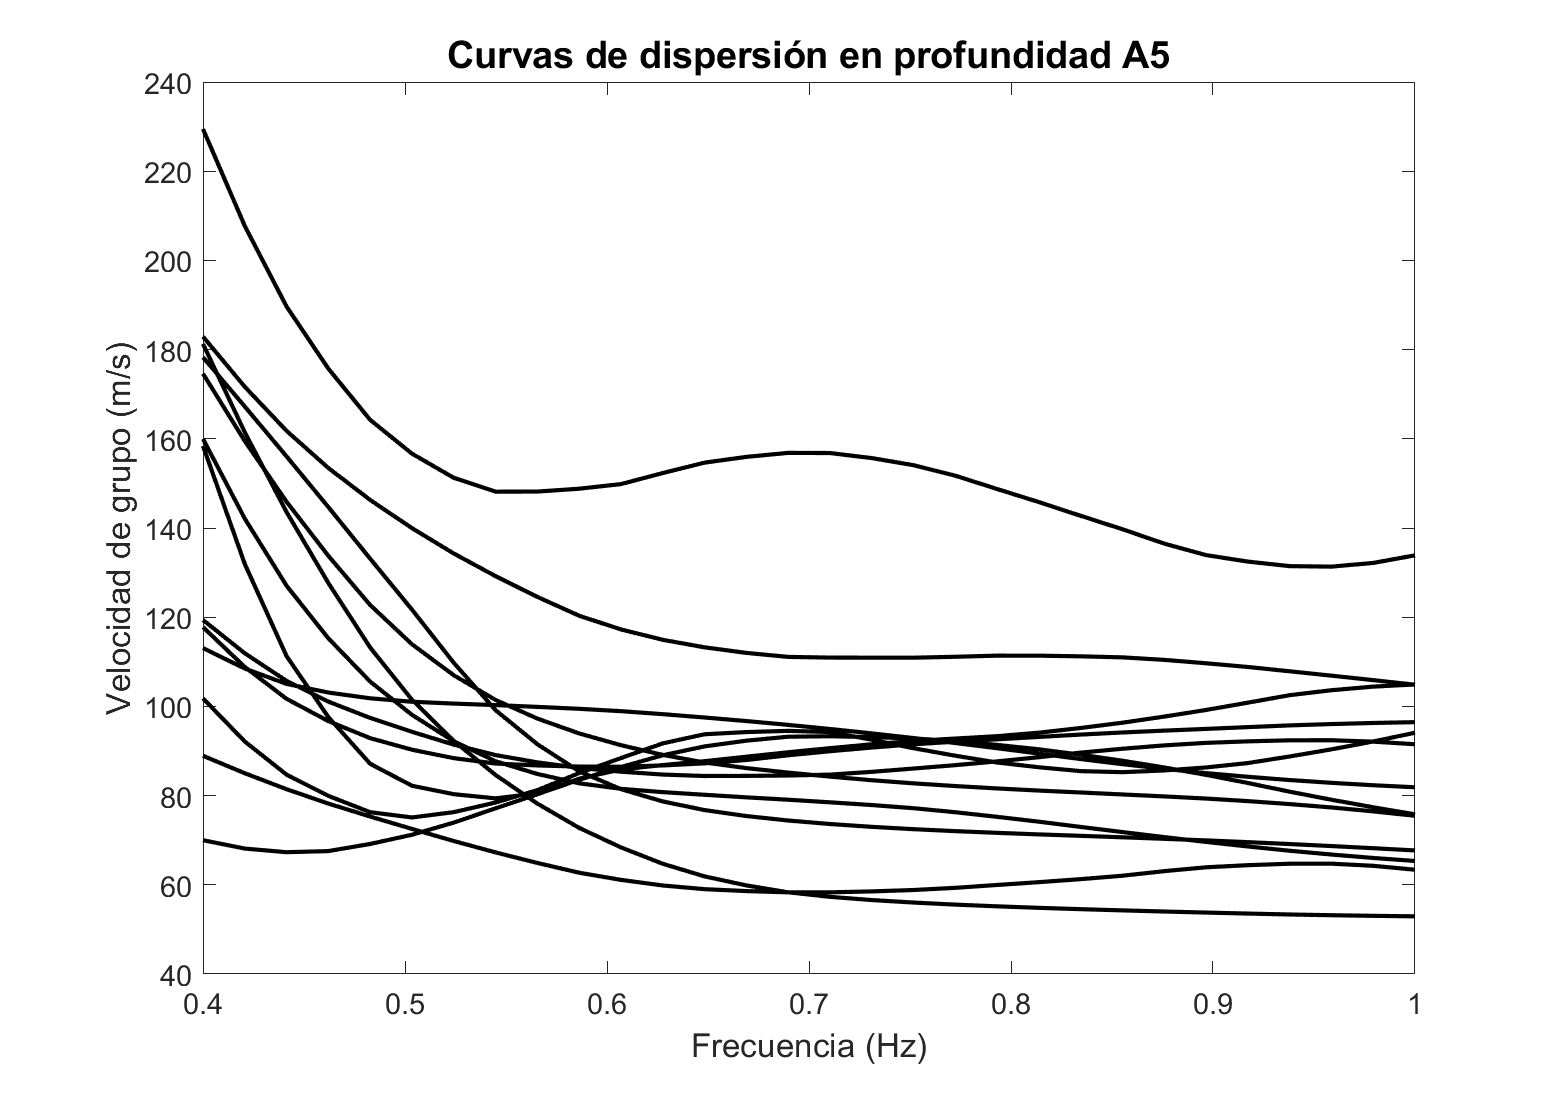 Curvas de dispersión en profundidad A5
240
220
200
180
160
140
120
100
80
60
40
Velocidad de grupo (m/s)
0.4 0.5 0.6 0.7 0.8 0.9 1
Frecuencia (Hz)